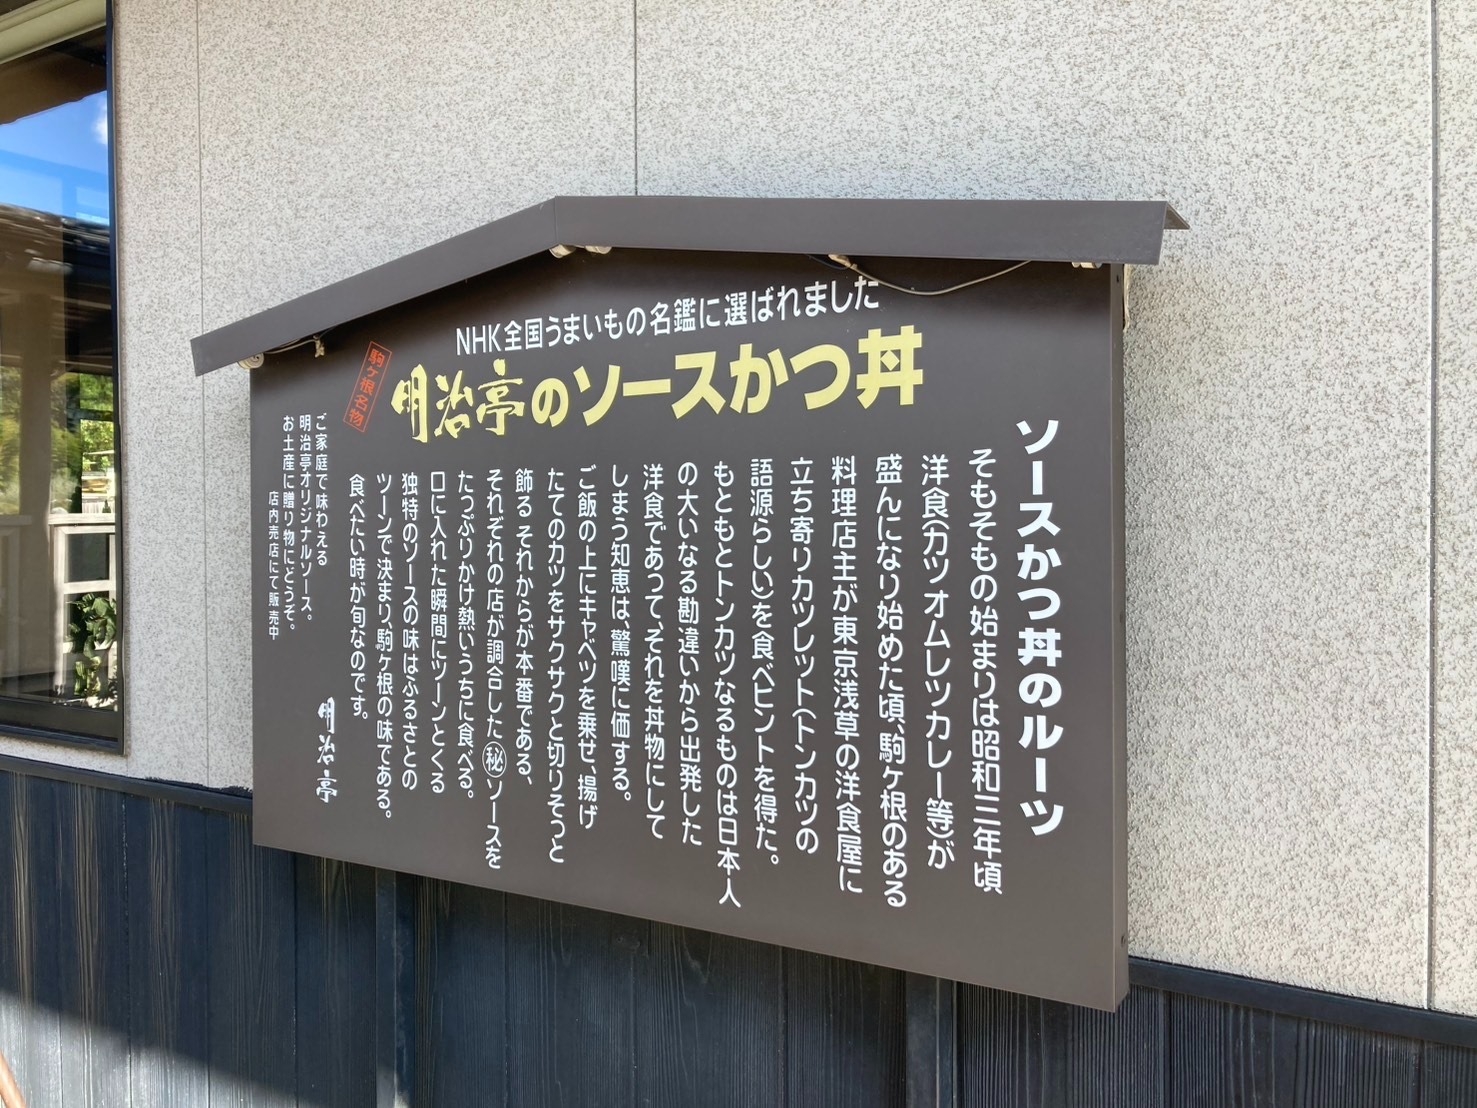 NHK全国うまいもの名鑑に選ばれました
駒ヶ根名物
明治亭のソースかつ丼
ソースかつ丼のルーツ
そもそもの始まりは昭和三年頃
洋食(カツオムレツカレー等)が
盛んになり始めた頃、駒ヶ根のある
料理店主が東京浅草の洋食屋に
立ち寄りカツレット(トンカツの
語源らしい)を食べヒントを得た。
もともとトンカツなるものは日本人
の大いなる勘違いから出発した
洋食であって、それを丼物にして
しまう知恵は、驚嘆に価する。
ご飯の上にキャベツを乗せ、揚げ
たてのカツをサクサクと切りそっと
飾る それからが本番である、
それぞれの店が調合した㊙ソースを
たっぷりかけ熱いうちに食べる。
口に入れた瞬間にツーンとくる
独特のソースの味はふるさとの
ツーンで決まり、駒ヶ根の味である。
食べたい時が旬なのです。
明治亭
ご家庭で味わえる
明治亭オリジナルソース。
お土産に贈り物にどうぞ。
店内売店にて販売中